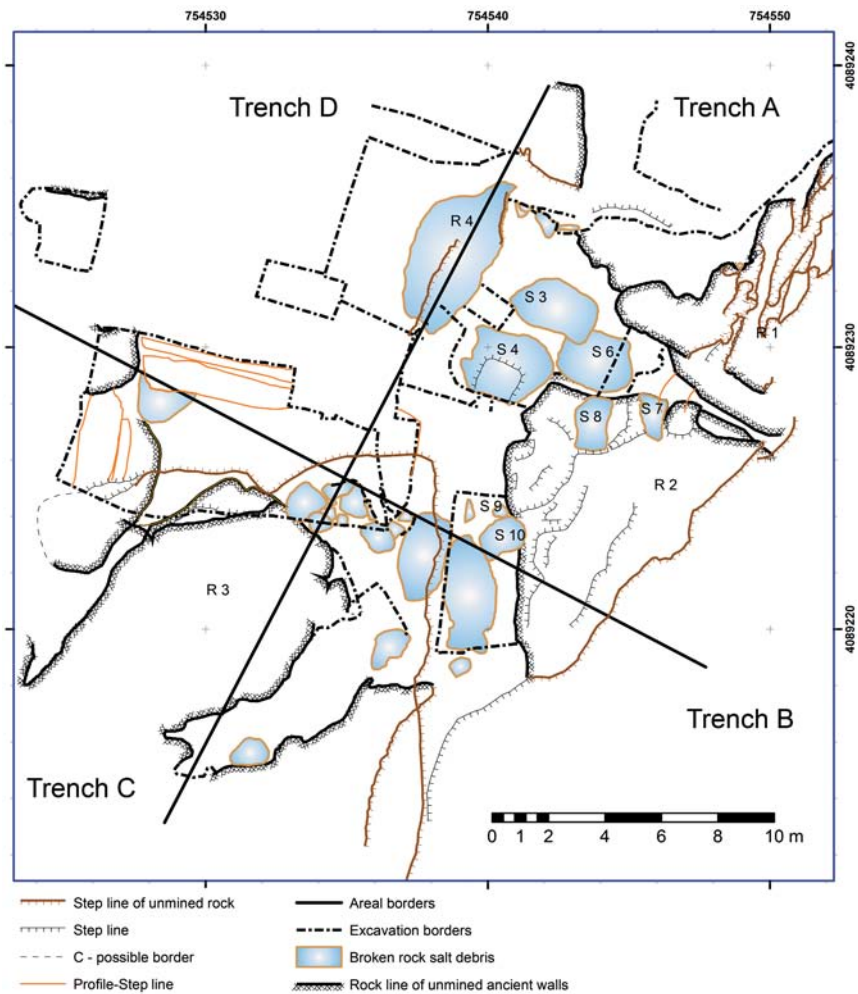 754530 754540 754550
4089240
Trench D
Trench A
R 4
S 3
4089230
R 1
S 4
S 6
S 8
S 7
R 2
S 9
S 10
R 3
4089220
Trench B
Trench C
0 1 2 4 6 8 10 m
Step line of unmined rock
Step line
C - possible border
Profile-Step line
Areal borders
Excavation borders
Broken rock salt debris
Rock line of unmined ancient walls